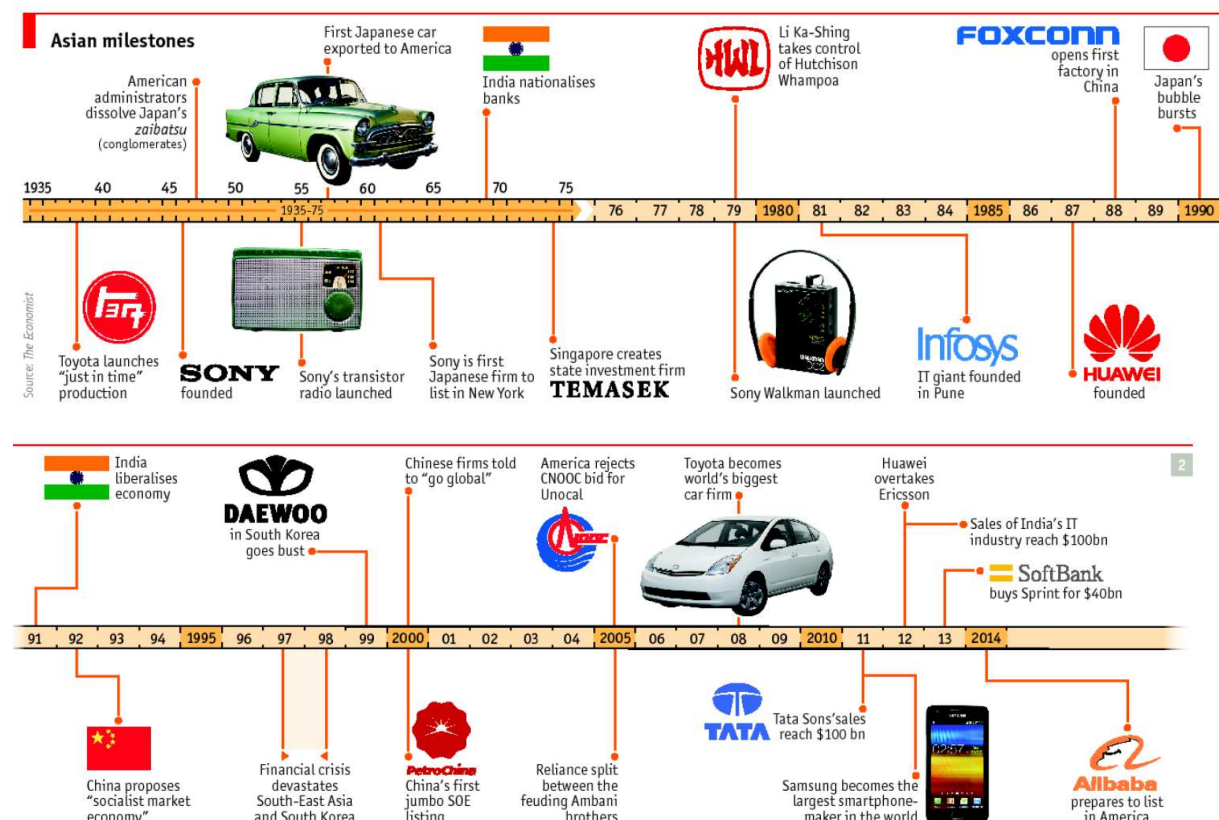 Asian milestones
American
administrators
dissolve Japan's
zaibatsu
(conglomerates)
First Japanese car
exported to America
India nationalises
banks
HWL
Li Ka-Shing
takes control
of Hutchison
Whampoa
FOXCONN
opens first
factory in
China
Japan's
bubble
bursts
1935 40 45 50 55 60 65 70 75
1935-75
76 77 78 79 1980 81 82 83 84 1985 86 87 88 89 1990
Source: The Economist
Toyota launches
"just in time"
production
SONY
founded
Sony's transistor
radio launched
Sony is first
Japanese firm to
list in New York
Singapore creates
state investment firm
TEMASEK
WALKMAN
Sony Walkman launched
Infosys
IT giant founded
in Pune
HUAWEI
founded
2
India
liberalises
economy
DAEWOO
in South Korea
goes bust
Chinese firms told
to "go global"
America rejects
CNOOC bid for
Unocal
CNOOC
Toyota becomes
world's biggest
car firm
Huawei
overtakes
Ericsson
Sales of India's IT
industry reach $100bn
SoftBank
buys Sprint for $40bn
91 92 93 94 1995 96 97 98 99 2000 01 02 03 04 2005 06 07 08 09 2010 11 12 13 2014
China proposes
"socialist market
economy"
Financial crisis
devastates
South-East Asia
and South Korea
PetroChina
China's first
jumbo SOE
listing
Reliance split
between the
feuding Ambani
brothers
TATA
Tata Sons'sales
reach $100 bn
Samsung becomes the
largest smartphone-
maker in the world
Alibaba
prepares to list
in America